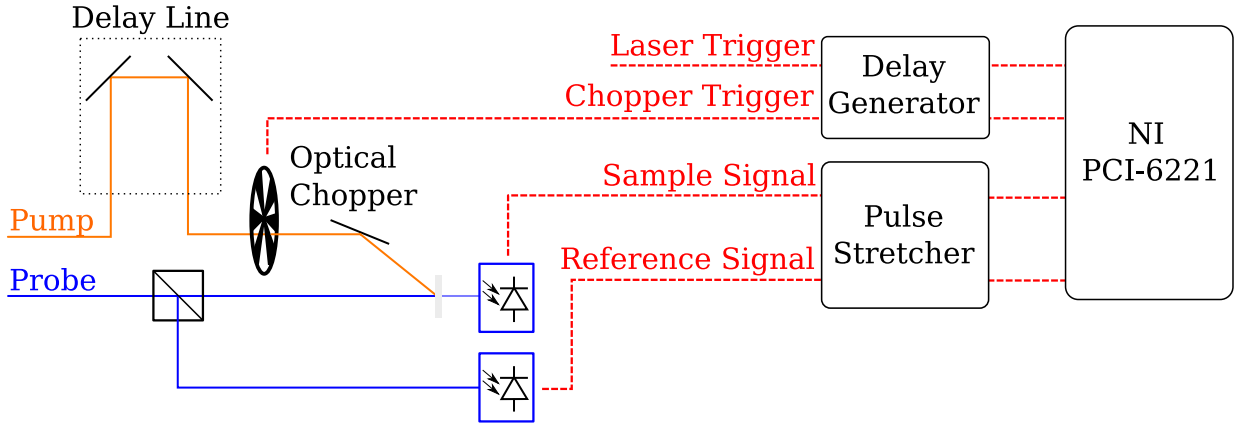 Delay Line
Laser Trigger
Delay
Generator
Chopper Trigger
NI
PCI-6221
Optical
Chopper
Sample Signal
Pulse
Stretcher
Pump
Reference Signal
Probe